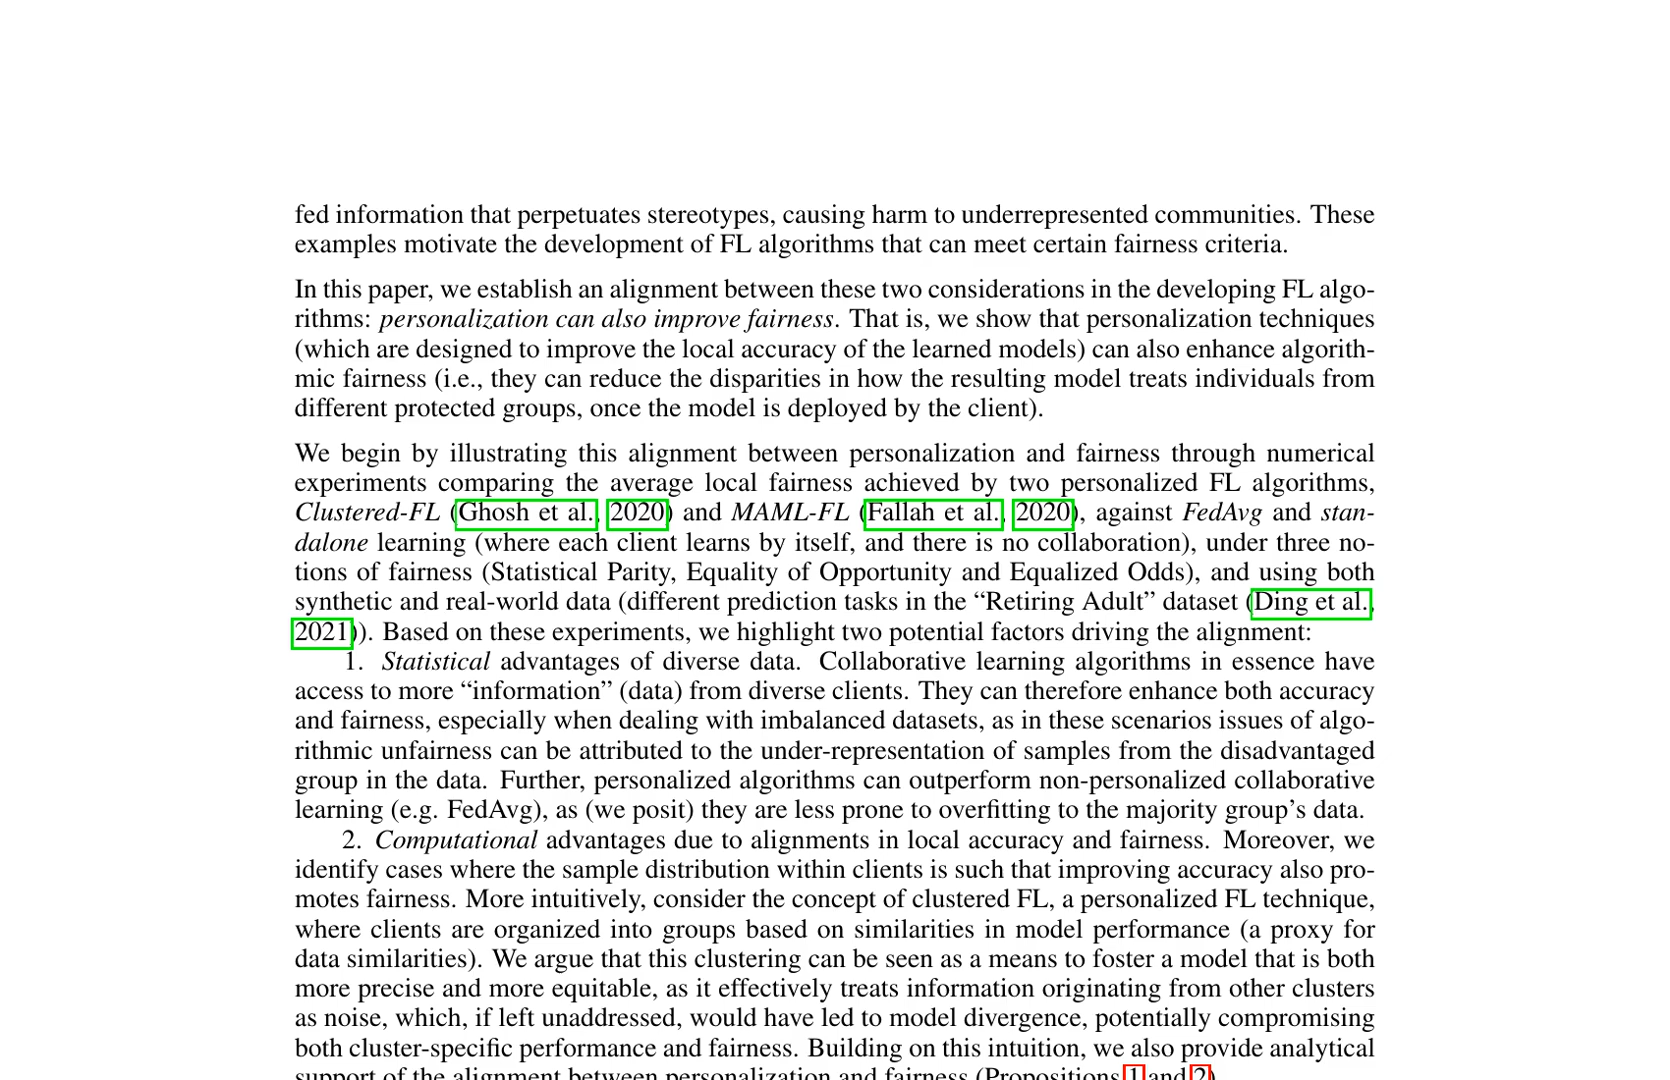 fed information that perpetuates stereotypes, causing harm to underrepresented communities. These
examples motivate the development of FL algorithms that can meet certain fairness criteria.
In this paper, we establish an alignment between these two considerations in the developing FL algo-
rithms: personalization can also improve fairness. That is, we show that personalization techniques
(which are designed to improve the local accuracy of the learned models) can also enhance algorith-
mic fairness (i.e., they can reduce the disparities in how the resulting model treats individuals from
different protected groups, once the model is deployed by the client).
We begin by illustrating this alignment between personalization and fairness through numerical
experiments comparing the average local fairness achieved by two personalized FL algorithms,
Clustered-FL (Ghosh et al., 2020) and MAML-FL (Fallah et al., 2020), against FedAvg and stan-
dalone learning (where each client learns by itself, and there is no collaboration), under three no-
tions of fairness (Statistical Parity, Equality of Opportunity and Equalized Odds), and using both
synthetic and real-world data (different prediction tasks in the “Retiring Adult” dataset (Ding et al.,
2021)). Based on these experiments, we highlight two potential factors driving the alignment:
1. Statistical advantages of diverse data. Collaborative learning algorithms in essence have
access to more “information” (data) from diverse clients. They can therefore enhance both accuracy
and fairness, especially when dealing with imbalanced datasets, as in these scenarios issues of algo-
rithmic unfairness can be attributed to the under-representation of samples from the disadvantaged
group in the data. Further, personalized algorithms can outperform non-personalized collaborative
learning (e.g. FedAvg), as (we posit) they are less prone to overfitting to the majority group’s data.
2. Computational advantages due to alignments in local accuracy and fairness. Moreover, we
identify cases where the sample distribution within clients is such that improving accuracy also pro-
motes fairness. More intuitively, consider the concept of clustered FL, a personalized FL technique,
where clients are organized into groups based on similarities in model performance (a proxy for
data similarities). We argue that this clustering can be seen as a means to foster a model that is both
more precise and more equitable, as it effectively treats information originating from other clusters
as noise, which, if left unaddressed, would have led to model divergence, potentially compromising
both cluster-specific performance and fairness. Building on this intuition, we also provide analytical
support of the alignment between personalization and fairness (Propositions 1 and 2).